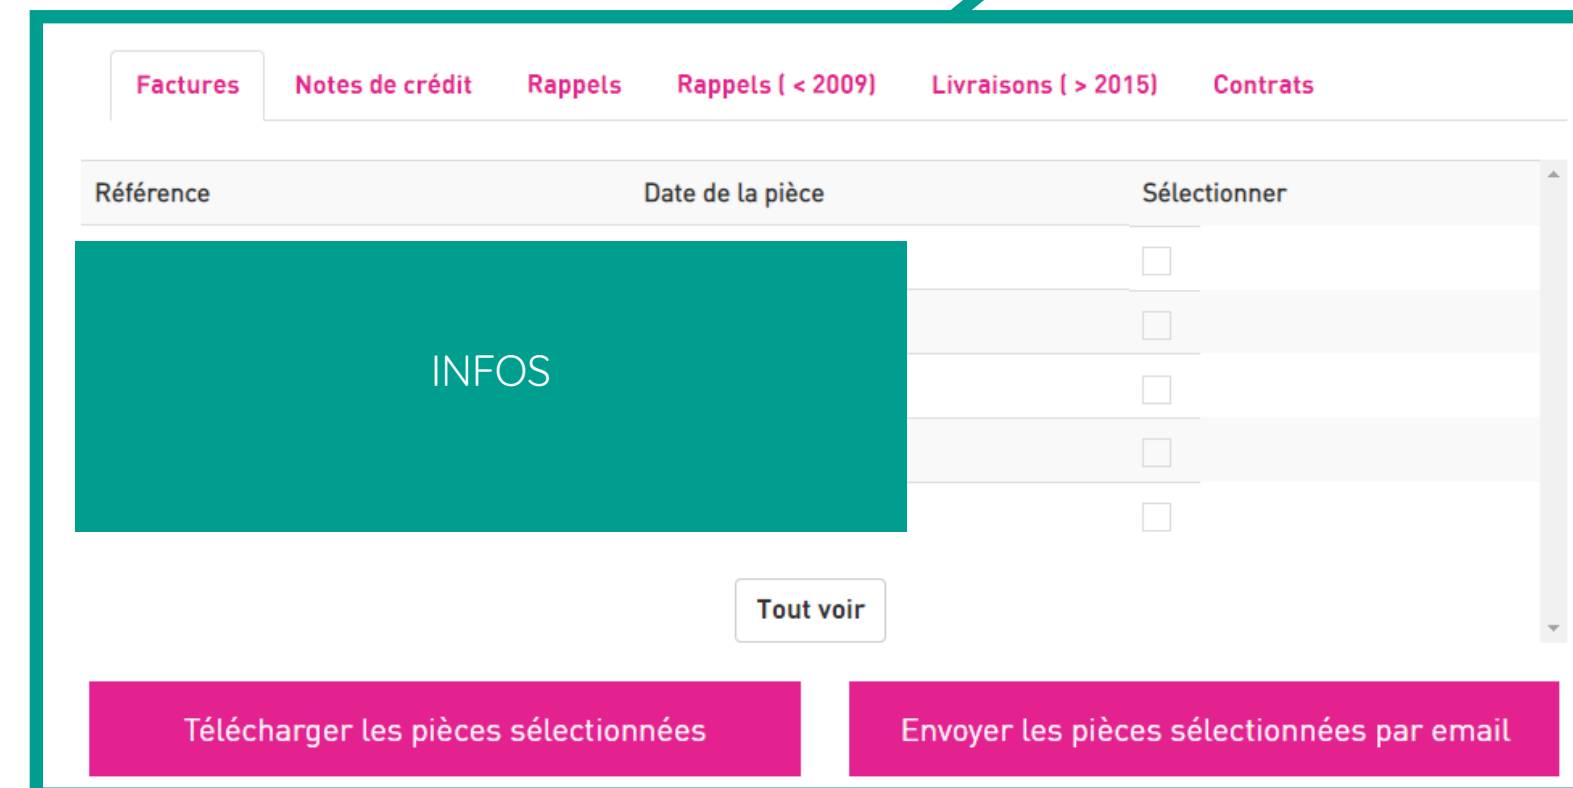 Factures Notes de crédit Rappels Rappels ( < 2009) Livraisons ( > 2015) Contrats
Référence Date de la pièce Sélectionner
INFOS
Tout voir
Télécharger les pièces sélectionnées Envoyer les pièces sélectionnées par email